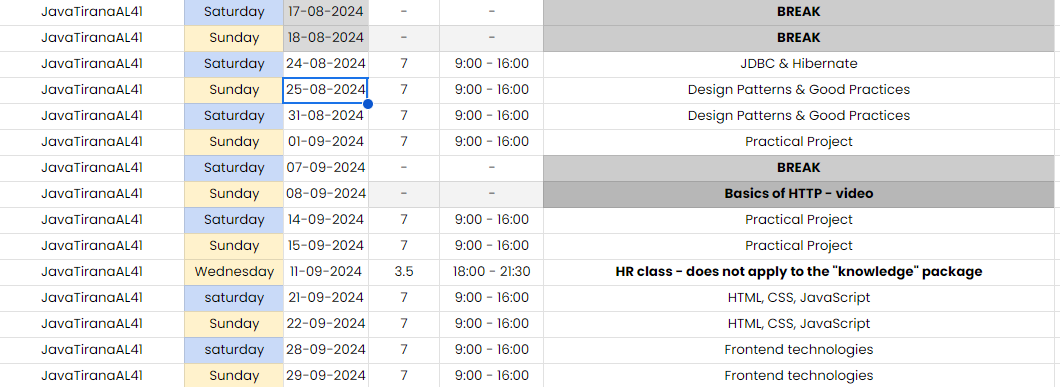 JavaTiranaAL41 Saturday 17-08-2024 - - BREAK
JavaTiranaAL41 Sunday 18-08-2024 - - BREAK
JavaTiranaAL41 Saturday 24-08-2024 7 9:00 - 16:00 JDBC & Hibernate
JavaTiranaAL41 Sunday 25-08-2024 7 9:00 - 16:00 Design Patterns & Good Practices
JavaTiranaAL41 Saturday 31-08-2024 7 9:00 - 16:00 Design Patterns & Good Practices
JavaTiranaAL41 Sunday 01-09-2024 7 9:00 - 16:00 Practical Project
JavaTiranaAL41 Saturday 07-09-2024 - - BREAK
JavaTiranaAL41 Sunday 08-09-2024 - - Basics of HTTP - video
JavaTiranaAL41 Saturday 14-09-2024 7 9:00 - 16:00 Practical Project
JavaTiranaAL41 Sunday 15-09-2024 7 9:00 - 16:00 Practical Project
JavaTiranaAL41 Wednesday 11-09-2024 3.5 18:00 - 21:30 HR class - does not apply to the "knowledge" package
JavaTiranaAL41 saturday 21-09-2024 7 9:00 - 16:00 HTML, CSS, JavaScript
JavaTiranaAL41 Sunday 22-09-2024 7 9:00 - 16:00 HTML, CSS, JavaScript
JavaTiranaAL41 saturday 28-09-2024 7 9:00 - 16:00 Frontend technologies
JavaTiranaAL41 Sunday 29-09-2024 7 9:00 - 16:00 Frontend technologies